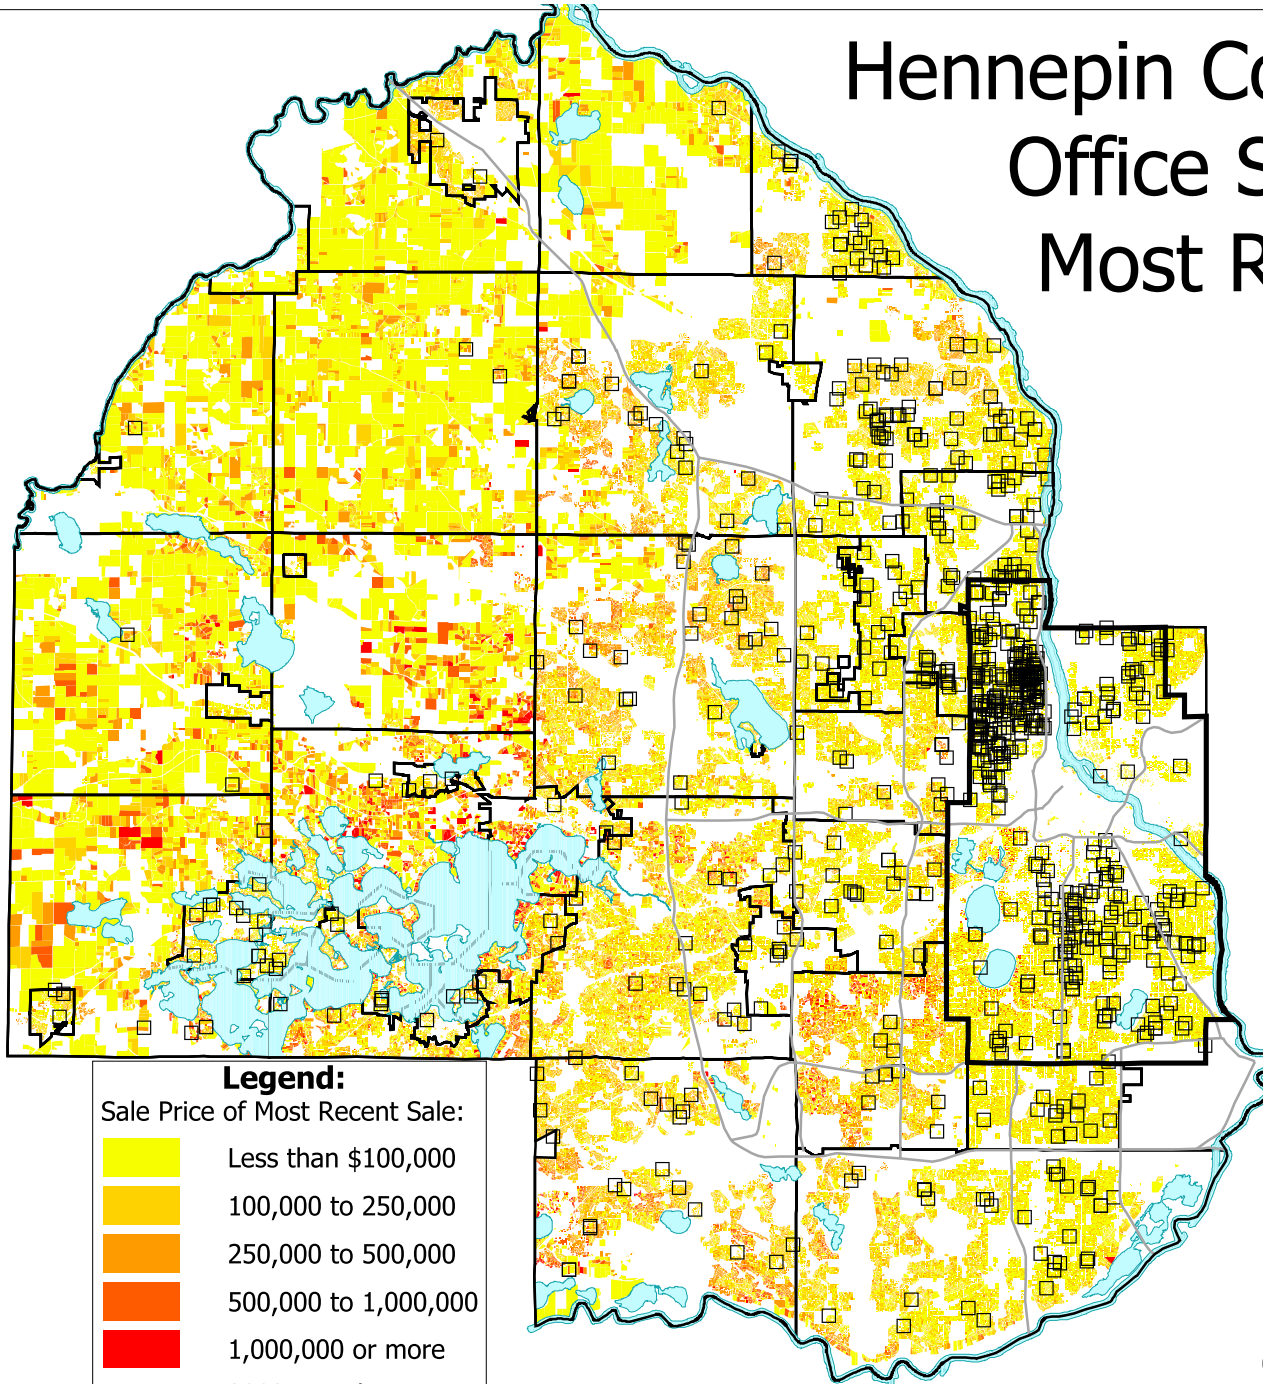 Hennepin Co
Office S
Most R
Legend:
Sale Price of Most Recent Sale:
Less than $100,000
100,000 to 250,000
250,000 to 500,000
500,000 to 1,000,000
1,000,000 or more